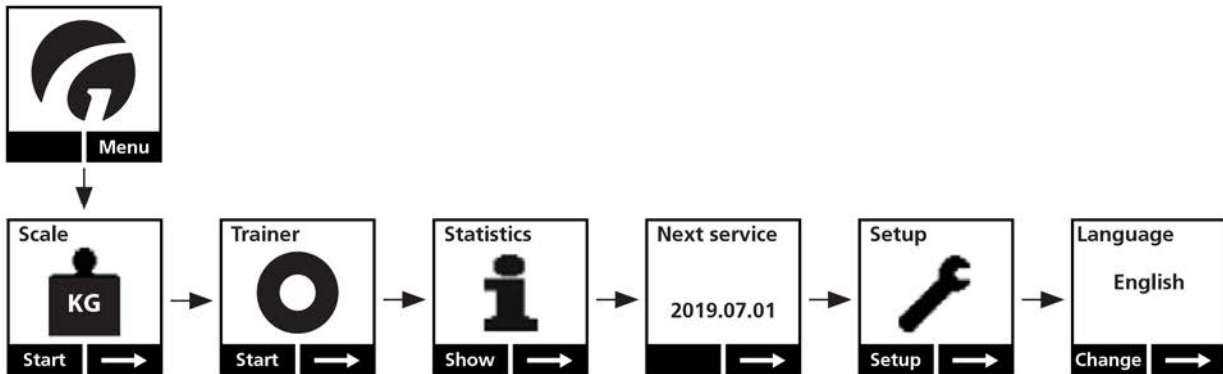 Menu
Scale
KG
Start
Trainer
Start
Statistics
Show
Next service
2019.07.01
Setup
Setup
Language
English
Change